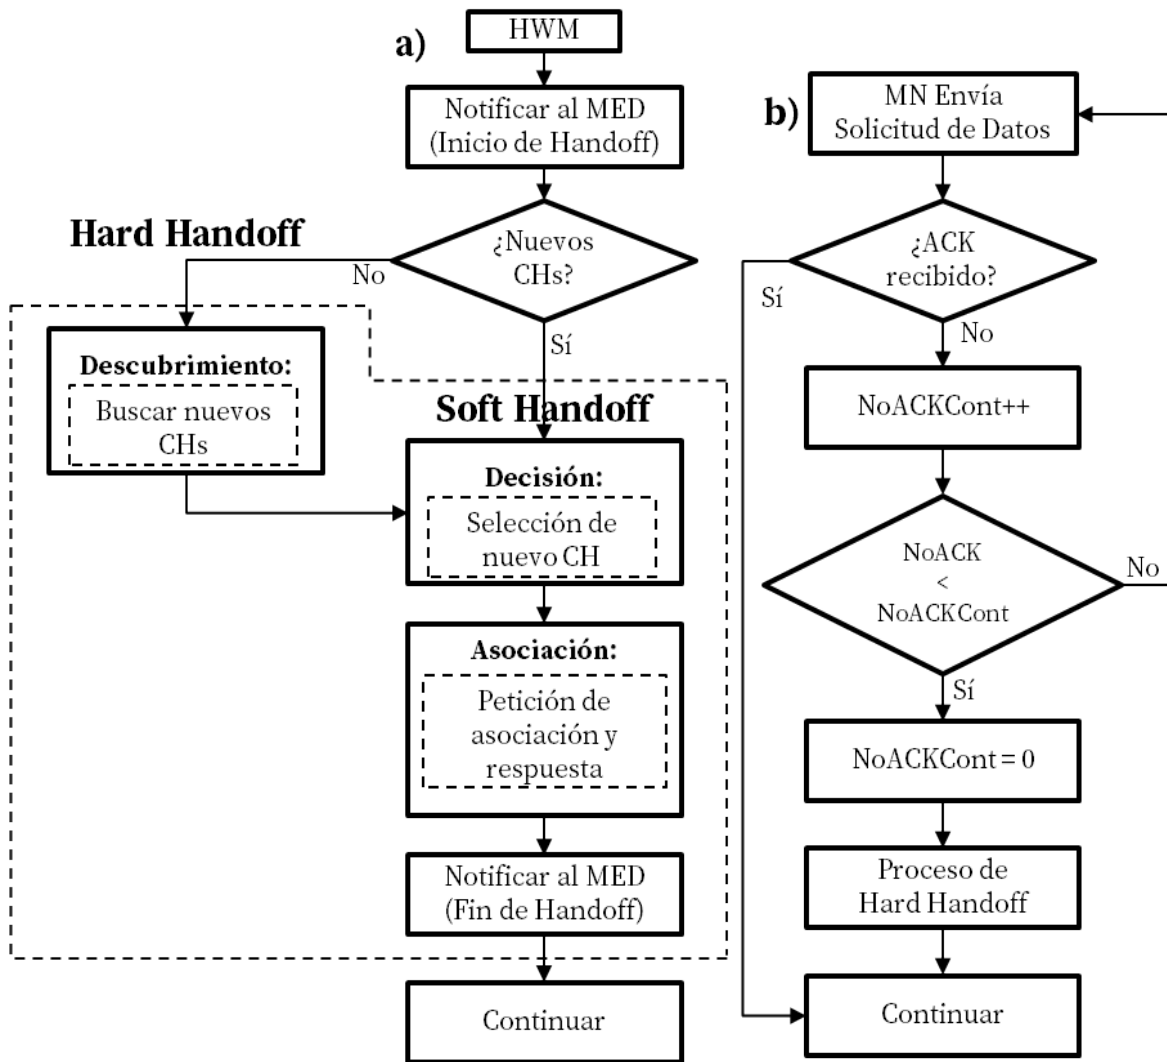 a)
HWM
Notificar al MED
(Inicio de Handoff)
Hard Handoff
¿Nuevos
CHs?
No
Sí
Descubrimiento:
Buscar nuevos
CHs
Soft Handoff
Decisión:
Selección de
nuevo CH
Asociación:
Petición de
asociación y
respuesta
Notificar al MED
(Fin de Handoff)
Continuar
b)
MN Envía
Solicitud de Datos
¿ACK
recibido?
Sí
No
NoACKCont++
NoACK
<
NoACKCont
No
Sí
NoACKCont = 0
Proceso de
Hard Handoff
Continuar